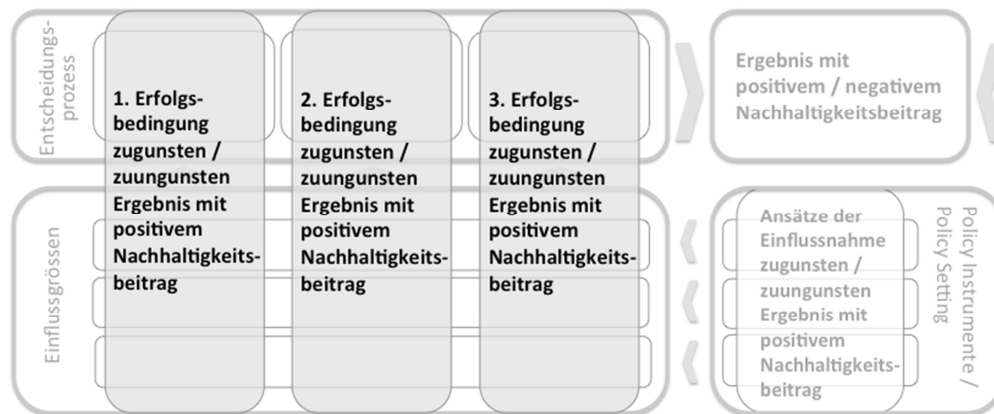 Entscheidungs-
prozess
1. Erfolgs-
bedingung
zugunsten /
zuungunsten
Ergebnis mit
positivem
Nachhaltigkeits-
beitrag
2. Erfolgs-
bedingung
zugunsten /
zuungunsten
Ergebnis mit
positivem
Nachhaltigkeits-
beitrag
3. Erfolgs-
bedingung
zugunsten /
zuungunsten
Ergebnis mit
positivem
Nachhaltigkeits-
beitrag
Ergebnis mit
positivem / negativem
Nachhaltigkeitsbeitrag
Einflussgrössen
Ansätze der
Einflussnahme
zugunsten /
zuungunsten
Ergebnis mit
positivem
Nachhaltigkeits-
beitrag
Policy Instrumente /
Policy Setting